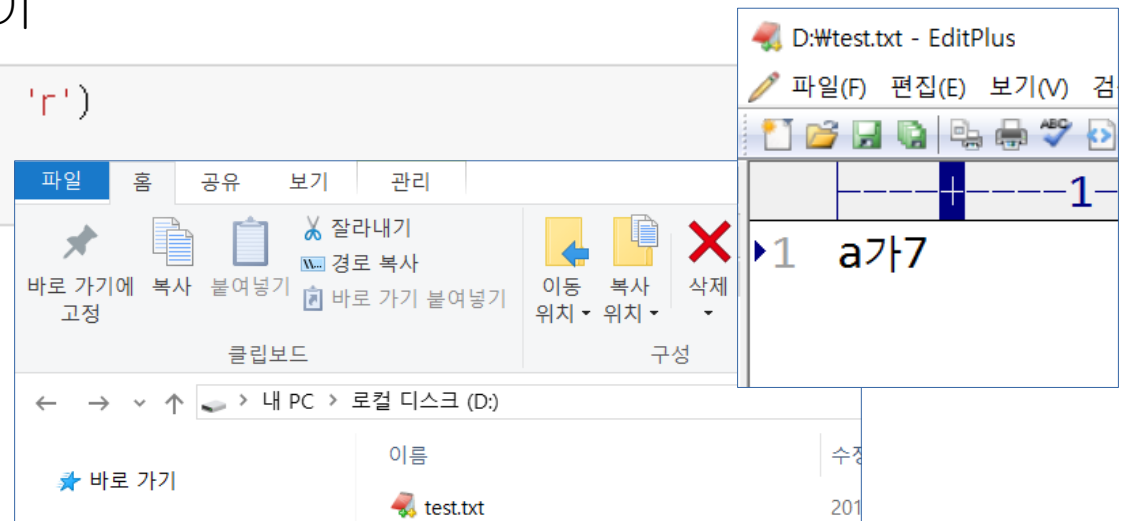 'r')
파일 홈 공유 보기 관리
잘라내기
경로 복사
바로 가기 붙여넣기
바로 가기에 고정
복사
붙여넣기
이동 위치
복사 위치
삭제
클립보드
구성
내 PC > 로컬 디스크 (D:)
이름
바로 가기
test.txt
201
D:₩test.txt - EditPlus
파일(F) 편집(E) 보기(V) 검
ABC
----+----1-
1 a가7